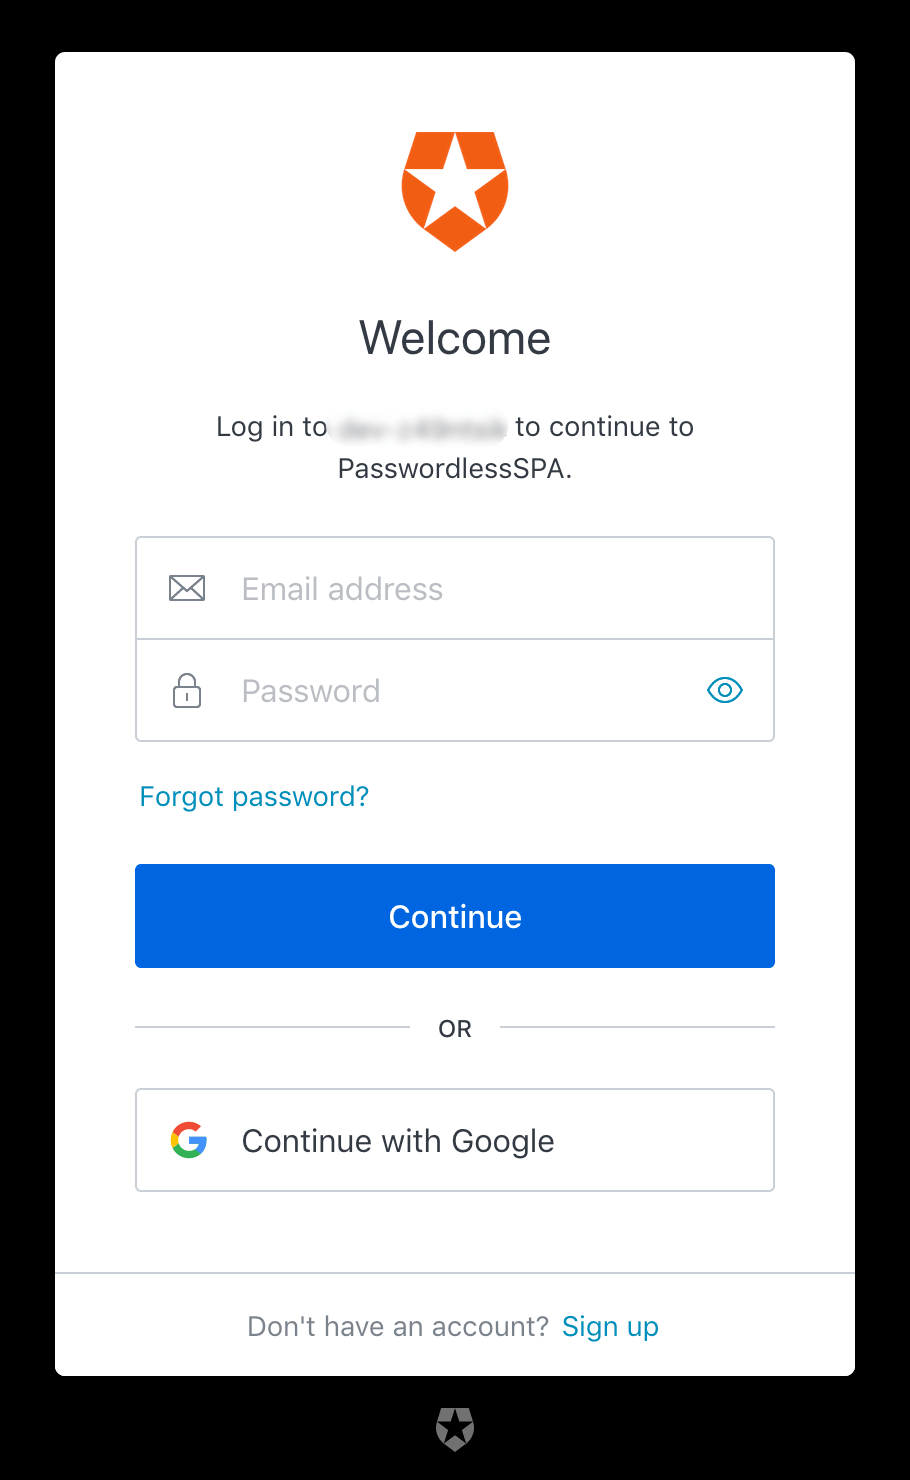 Welcome
Log in to to continue to
PasswordlessSPA.
Email address
Password
Forgot password?
Continue
OR
Continue with Google
Don't have an account? Sign up